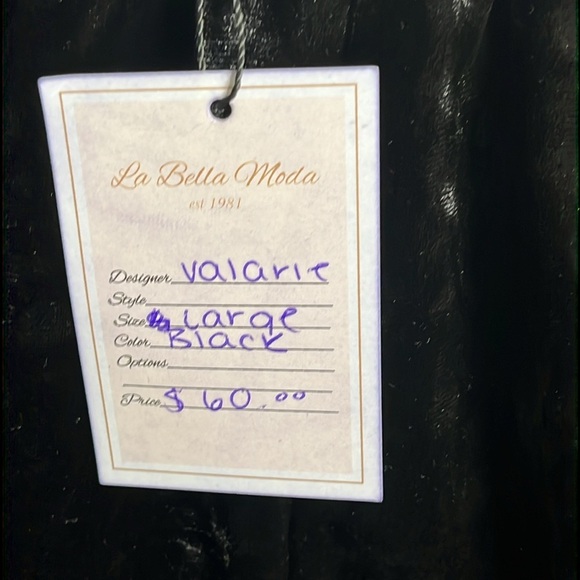 La Bella Moda
est 1981
Designer Valarie
Style
Size Large
Color Black
Options
Price $60.00